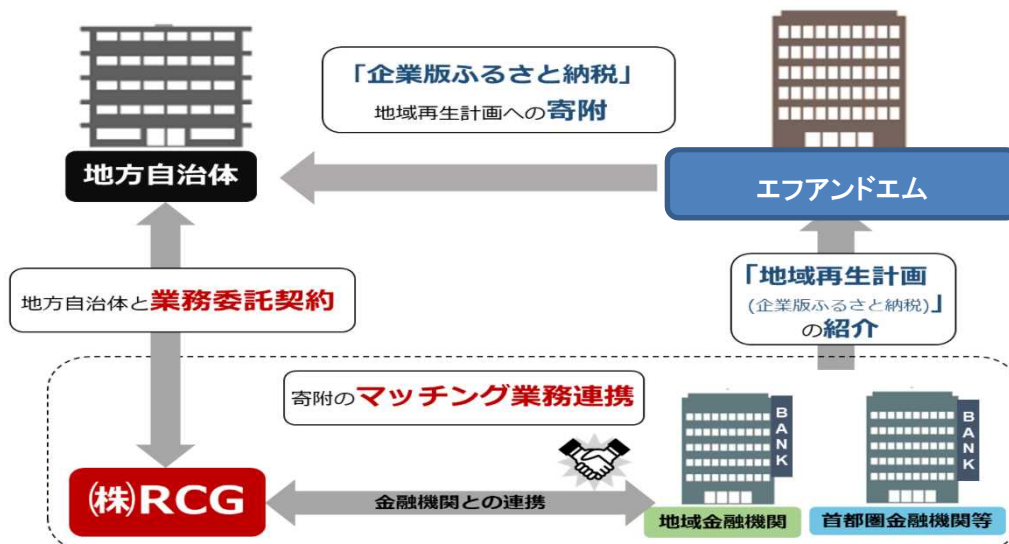 「企業版ふるさと納税」
地域再生計画への寄附
地方自治体
エフアンドエム
地方自治体と業務委託契約
「地域再生計画
(企業版ふるさと納税)」
の紹介
寄附のマッチング業務連携
BANK
BANK
㈱RCG
金融機関との連携
地域金融機関
首都圏金融機関等